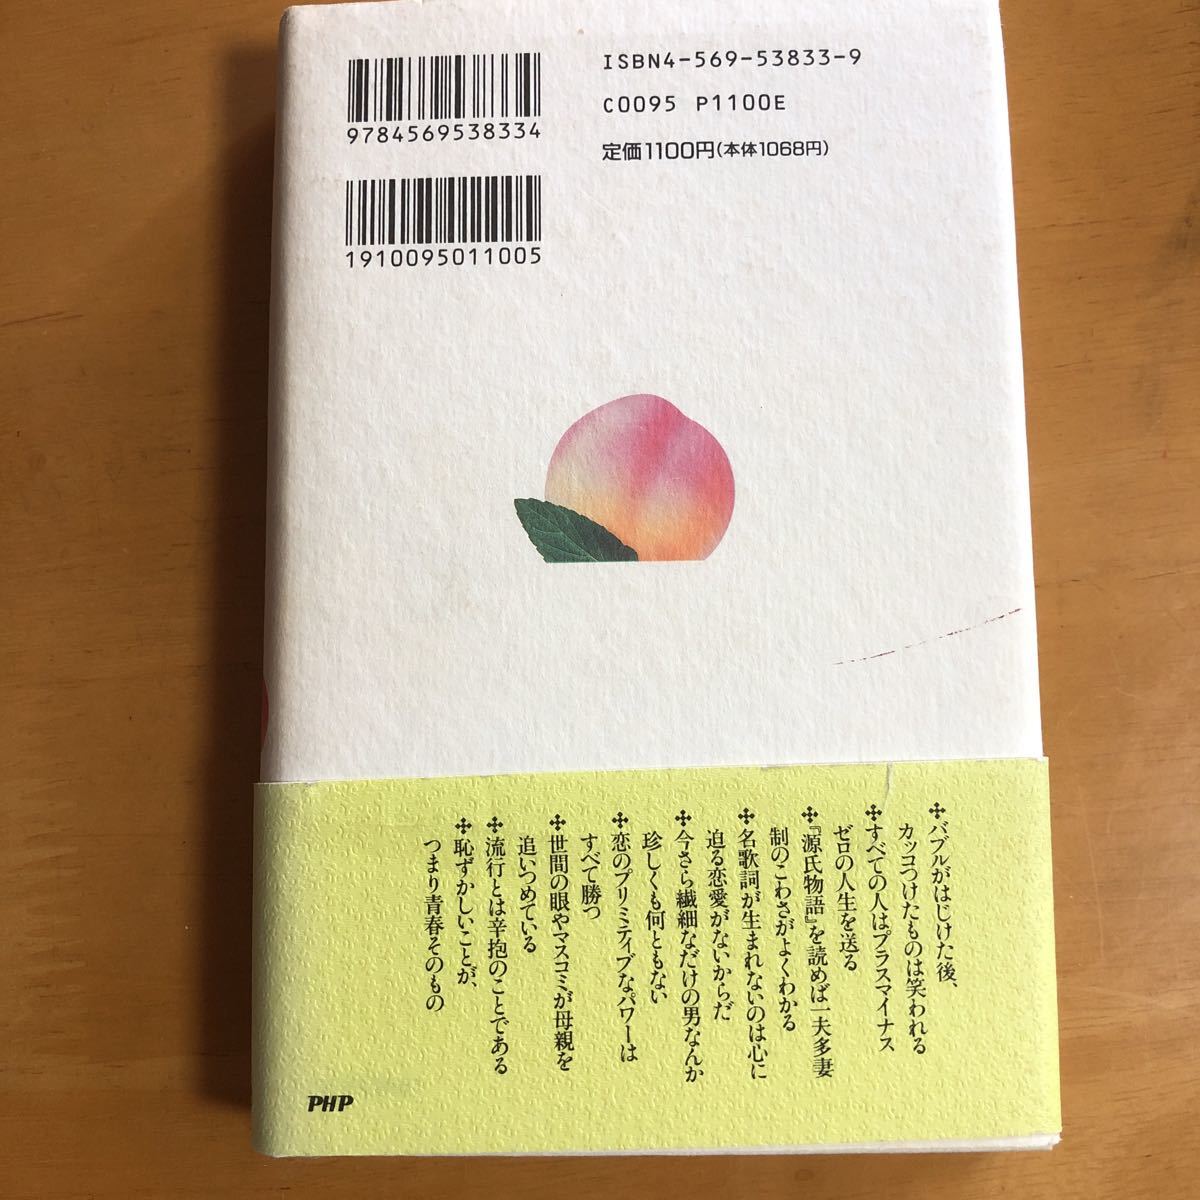 9784569538334
1910095011005
ISBN4-569-53833-9
C0095 P1100E
定価1100円(本体1068円)
✣バブルがはじけた後、
カッコつけたものは笑われる
✣すべての人はプラスマイナス
ゼロの人生を送る
✣『源氏物語』を読めば一夫多妻
制のこわさがよくわかる
✣名歌詞が生まれないのは心に
迫る恋愛がないからだ
✣今さら繊細なだけの男なんか
珍しくも何ともない
✣恋のプリミティブなパワーは
すべて勝つ
✣世間の眼やマスコミが母親を
追いつめている
✣流行とは辛抱のことである
✣恥ずかしいことが、
つまり青春そのもの
PHP